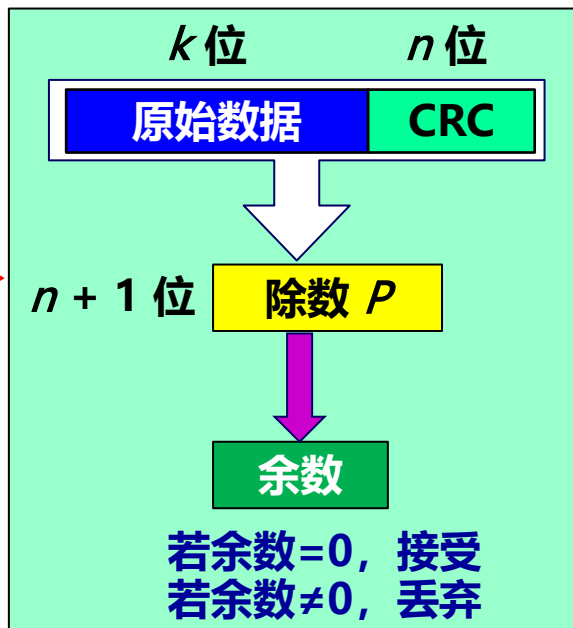 k 位 n 位
原始数据 CRC
n + 1 位 除数 P
余数
若余数=0，接受
若余数≠0，丢弃